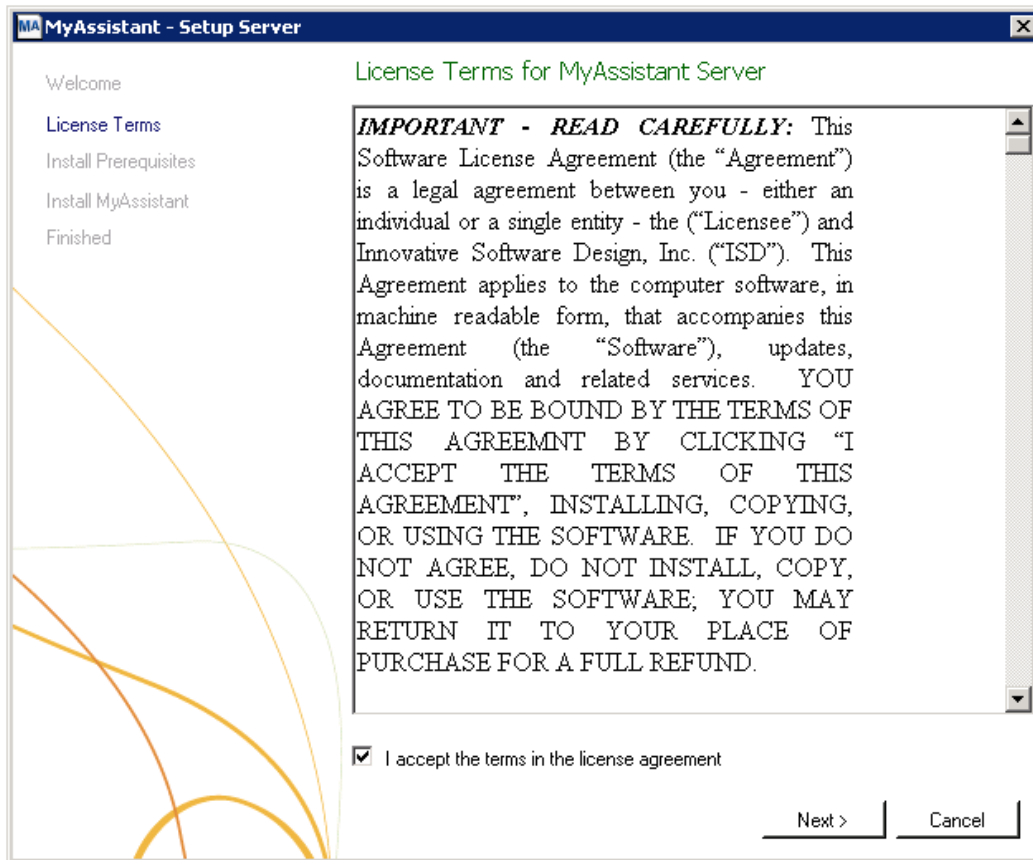 MA MyAssistant - Setup Server
Welcome
License Terms
Install Prerequisites
Install MyAssistant
Finished
License Terms for MyAssistant Server
IMPORTANT - READ CAREFULLY: This
Software License Agreement (the “Agreement”)
is a legal agreement between you - either an
individual or a single entity - the (“Licensee”) and
Innovative Software Design, Inc. (“ISD”). This
Agreement applies to the computer software, in
machine readable form, that accompanies this
Agreement (the “Software”), updates,
documentation and related services. YOU
AGREE TO BE BOUND BY THE TERMS OF
THIS AGREEMNT BY CLICKING “I
ACCEPT THE TERMS OF THIS
AGREEMENT”, INSTALLING, COPYING,
OR USING THE SOFTWARE. IF YOU DO
NOT AGREE, DO NOT INSTALL, COPY,
OR USE THE SOFTWARE; YOU MAY
RETURN IT TO YOUR PLACE OF
PURCHASE FOR A FULL REFUND.
I accept the terms in the license agreement
Next >
Cancel